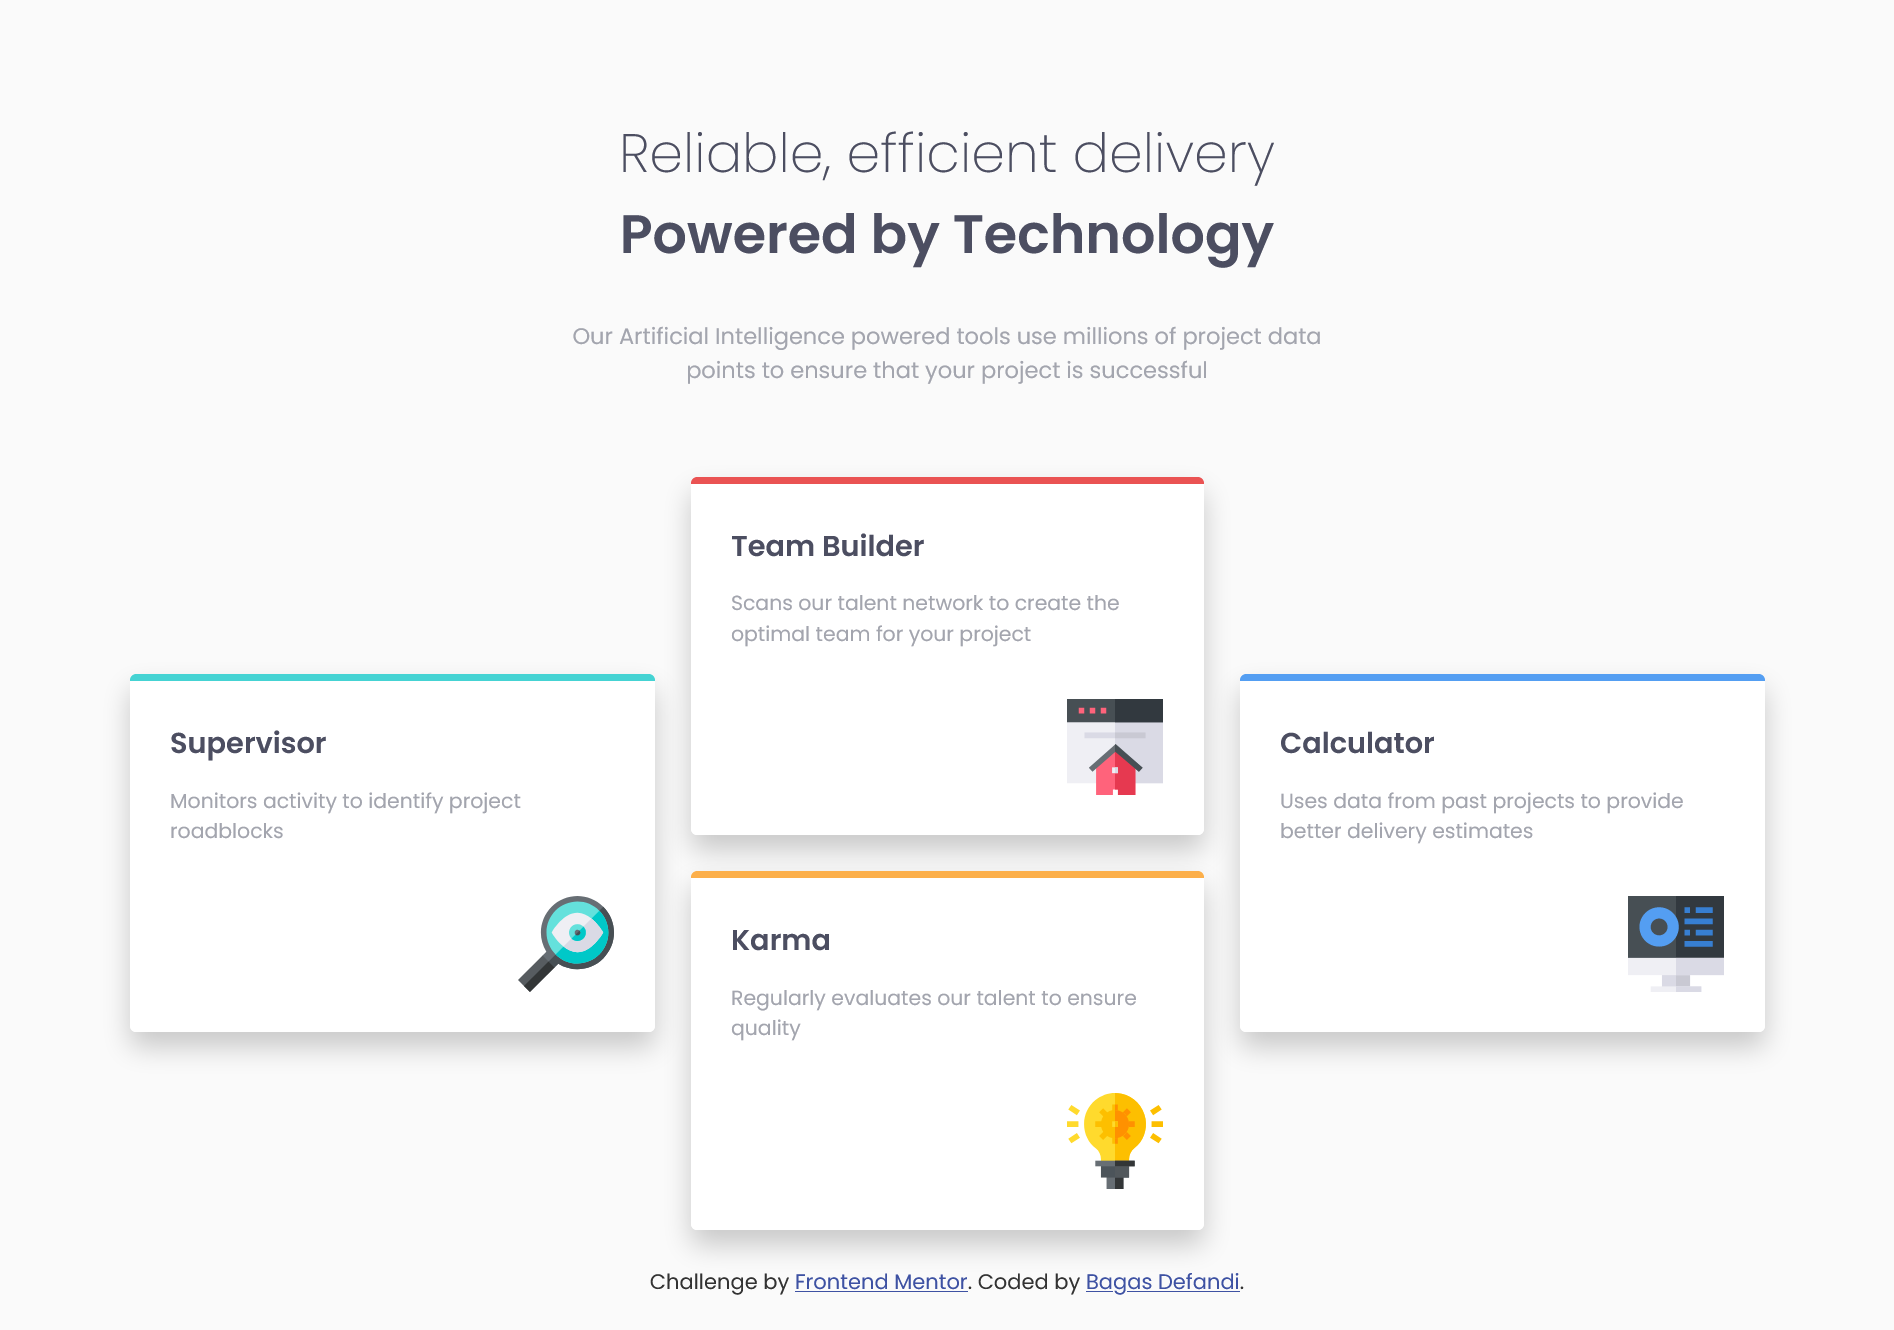 Reliable, efficient delivery
Powered by Technology
Our Artificial Intelligence powered tools use millions of project data
points to ensure that your project is successful
Supervisor
Monitors activity to identify project
roadblocks
Team Builder
Scans our talent network to create the
optimal team for your project
Karma
Regularly evaluates our talent to ensure
quality
Calculator
Uses data from past projects to provide
better delivery estimates
Challenge by Frontend Mentor. Coded by Bagas Defandi.